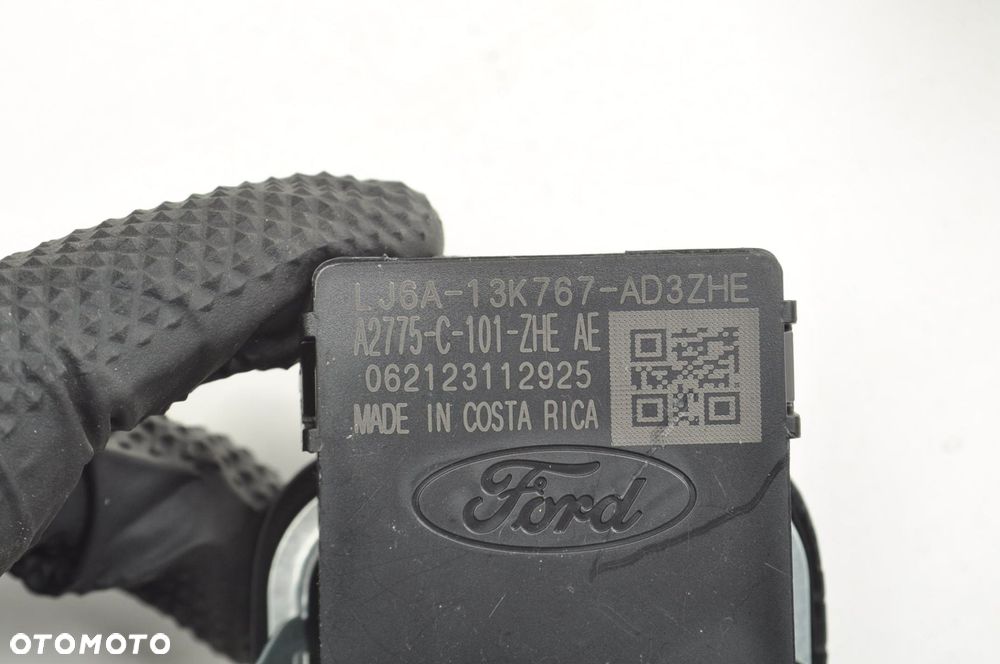 LJ6A-13K767-AD3ZHE
A2775-C-101-ZHE AE
062123112925
MADE IN COSTA RICA
Ford
OTOMOTO